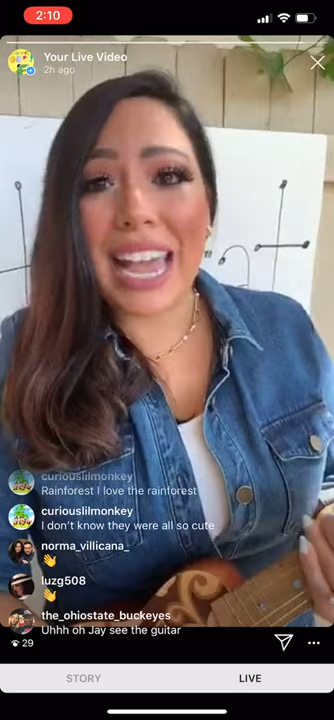 2:10
Your Live Video
2h ago
curiouslilmonkey
Rainforest I love the rainforest
curiouslilmonkey
I don't know they were all so cute
norma_villicana_
👋
luzg508
👋
the_ohiostate_buckeyes
Uhhh oh Jay see the guitar
29
STORY
LIVE